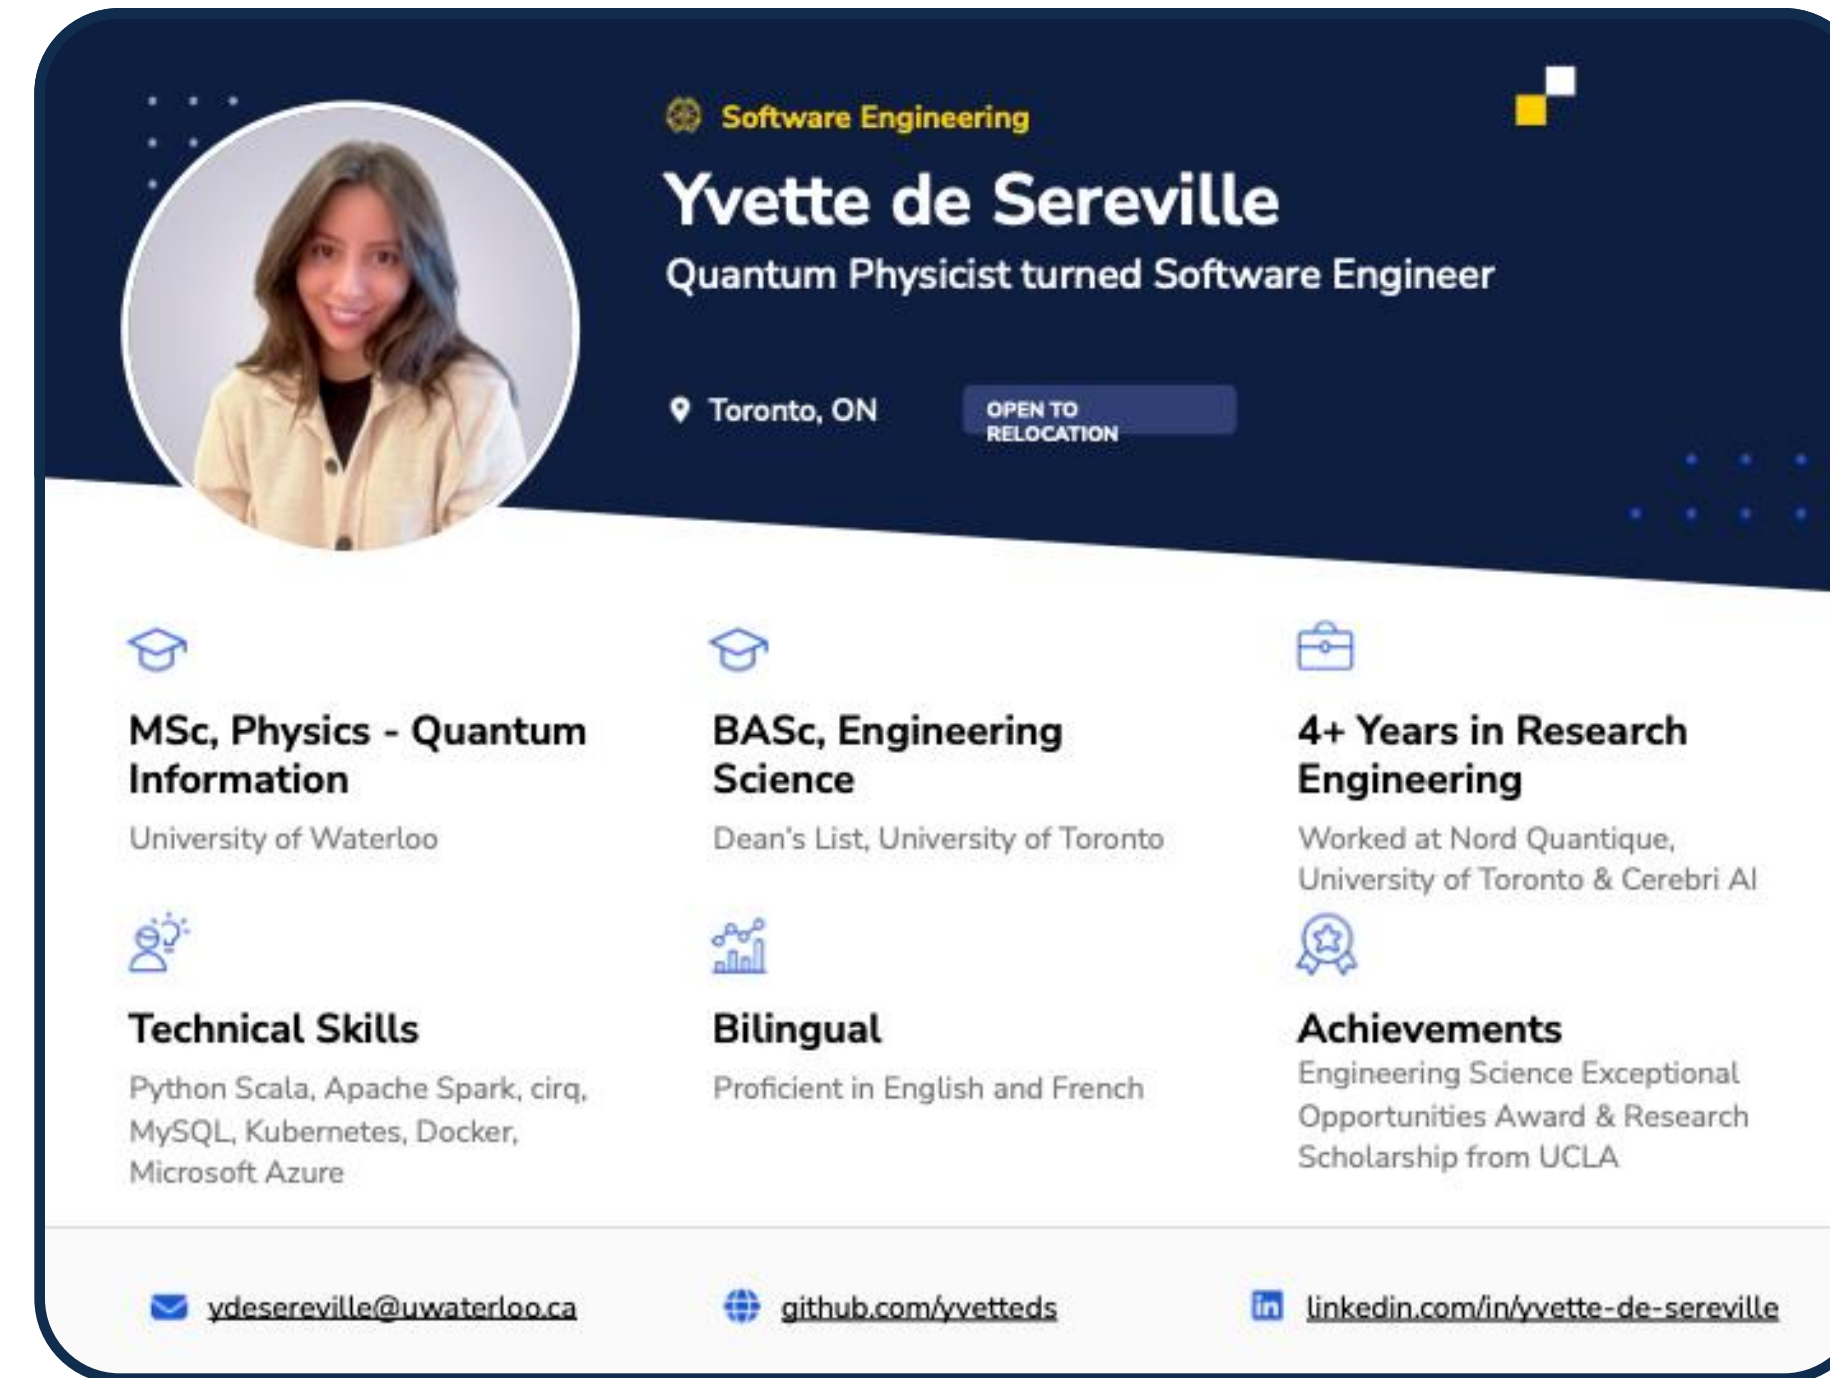 Software Engineering
Yvette de Sereville
Quantum Physicist turned Software Engineer
Toronto, ON
OPEN TO
RELOCATION
MSc, Physics - Quantum
Information
University of Waterloo
BASc, Engineering
Science
Dean's List, University of Toronto
4+ Years in Research
Engineering
Worked at Nord Quantique,
University of Toronto & Cerebri AI
Technical Skills
Python Scala, Apache Spark, cirq,
MySQL, Kubernetes, Docker,
Microsoft Azure
Bilingual
Proficient in English and French
Achievements
Engineering Science Exceptional
Opportunities Award & Research
Scholarship from UCLA
ydesereville@uwaterloo.ca
github.com/yvetteds
in
linkedin.com/in/yvette-de-sereville